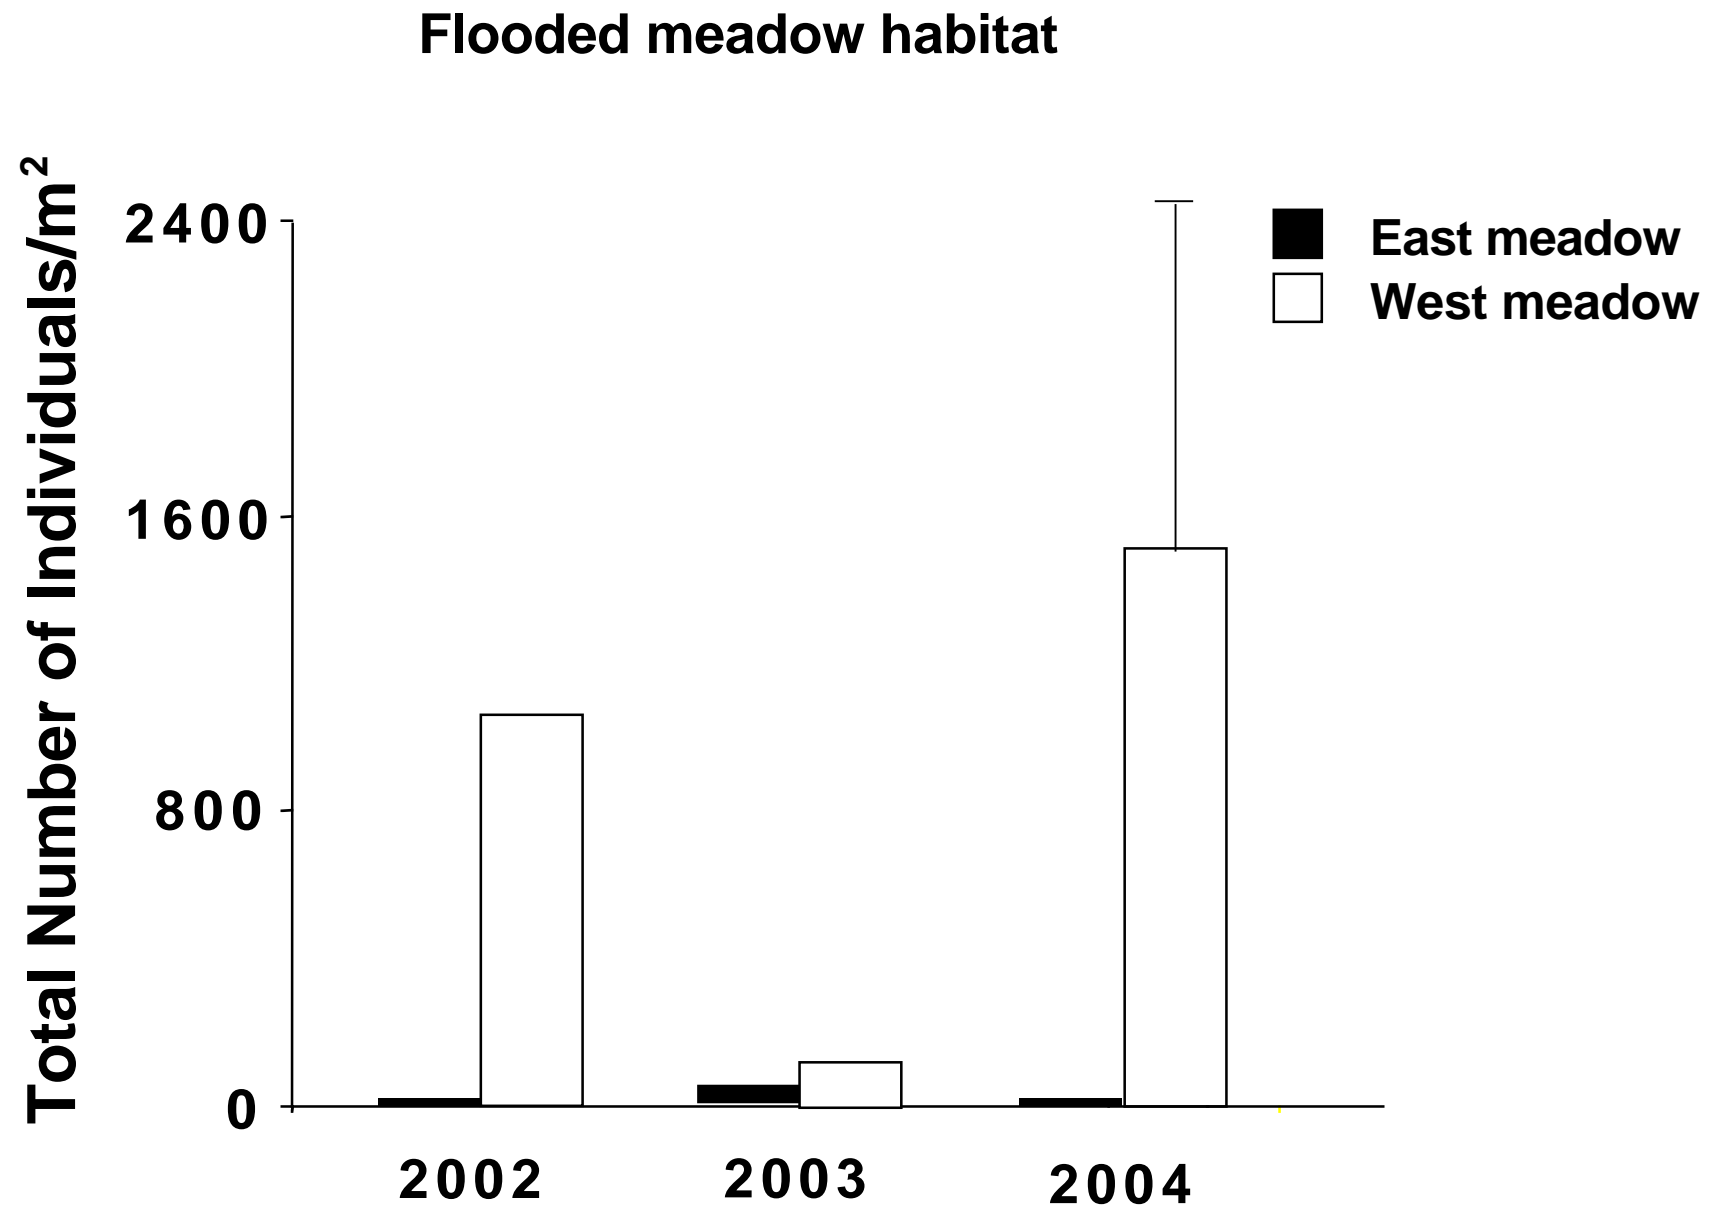 Flooded meadow habitat
Total Number of Individuals/m²
2400
1600
800
0
2002
2003
2004
East meadow
West meadow